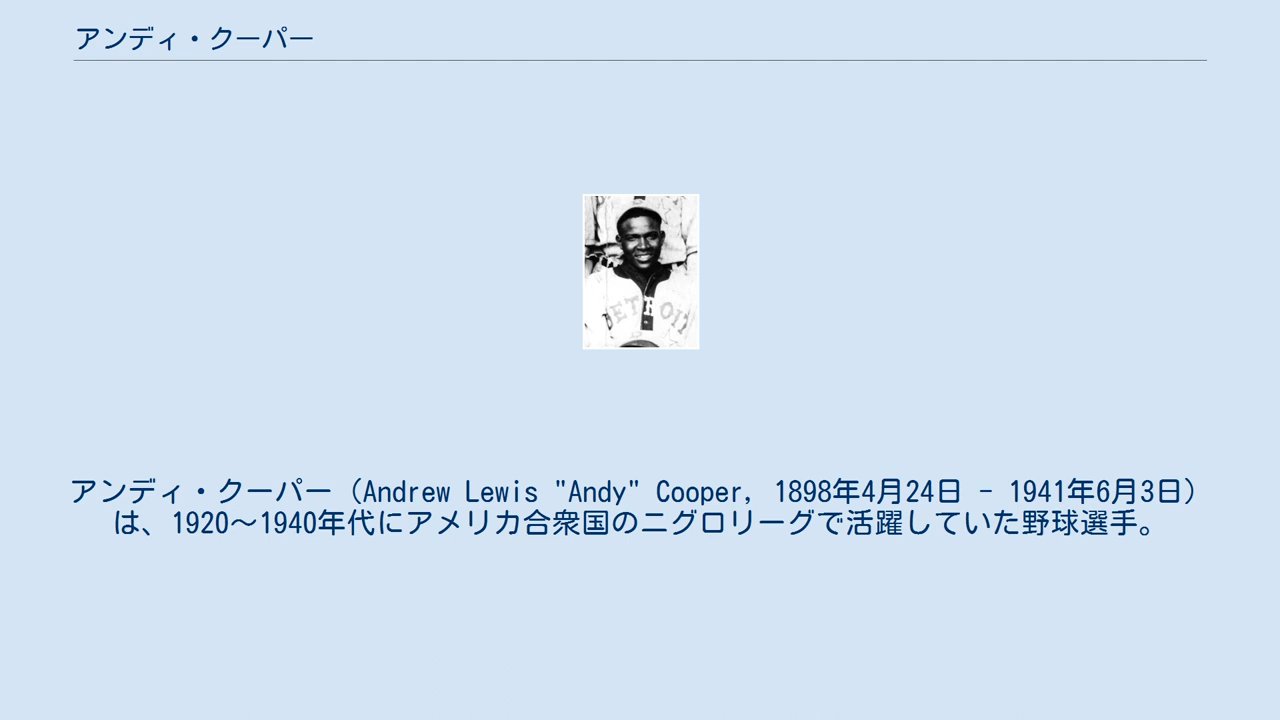 アンディ・クーパー
DETROIT
アンディ・クーパー（Andrew Lewis "Andy" Cooper, 1898年4月24日 - 1941年6月3日）
は、1920～1940年代にアメリカ合衆国のニグロリーグで活躍していた野球選手。